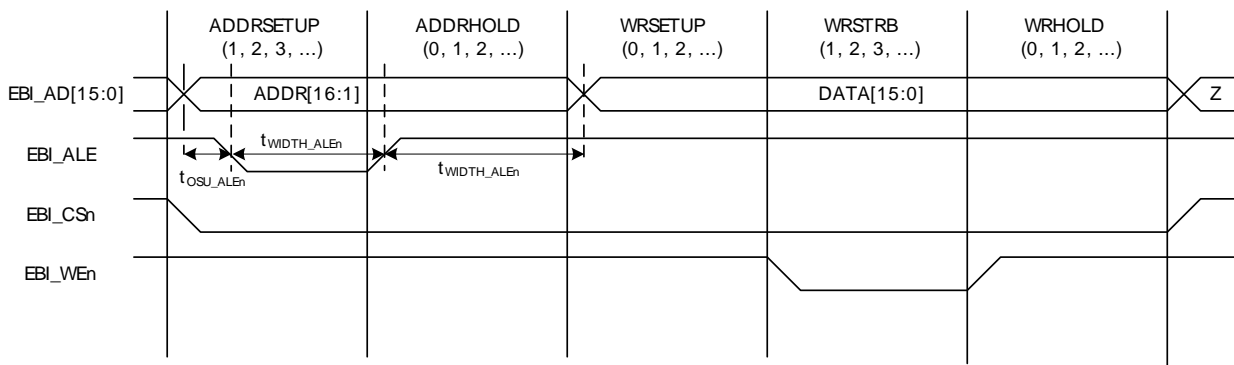 ADDRSETUP ADDRHOLD WRSETUP WRSTRB WRHOLD
(1, 2, 3, ...) (0, 1, 2, ...) (0, 1, 2, ...) (1, 2, 3, ...) (0, 1, 2, ...)
EBI_AD[15:0] ADDR[16:1] DATA[15:0] Z
EBI_ALE tWIDTH_ALEn
tOSU_ALEn tWIDTH_ALEn
EBI_CSn
EBI_WEn